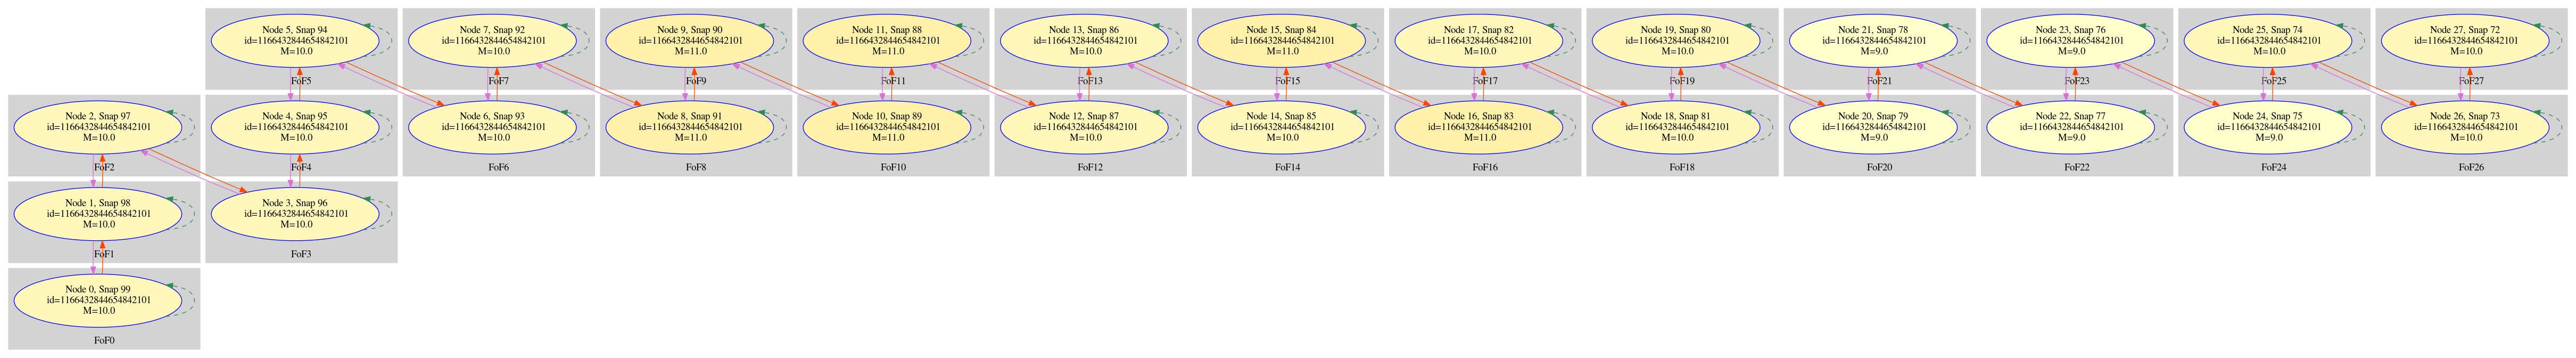 Node 5, Snap 94
id=1166432844654842101
M=10.0
FoF5
Node 7, Snap 92
id=1166432844654842101
M=10.0
FoF7
Node 9, Snap 90
id=1166432844654842101
M=11.0
FoF9
Node 11, Snap 88
id=1166432844654842101
M=11.0
FoF11
Node 13, Snap 86
id=1166432844654842101
M=10.0
FoF13
Node 15, Snap 84
id=1166432844654842101
M=11.0
FoF15
Node 17, Snap 82
id=1166432844654842101
M=10.0
FoF17
Node 19, Snap 80
id=1166432844654842101
M=10.0
FoF19
Node 21, Snap 78
id=1166432844654842101
M=9.0
FoF21
Node 23, Snap 76
id=1166432844654842101
M=9.0
FoF23
Node 25, Snap 74
id=1166432844654842101
M=10.0
FoF25
Node 27, Snap 72
id=1166432844654842101
M=10.0
FoF27
Node 2, Snap 97
id=1166432844654842101
M=10.0
FoF2
Node 4, Snap 95
id=1166432844654842101
M=10.0
FoF4
Node 6, Snap 93
id=1166432844654842101
M=10.0
FoF6
Node 8, Snap 91
id=1166432844654842101
M=11.0
FoF8
Node 10, Snap 89
id=1166432844654842101
M=11.0
FoF10
Node 12, Snap 87
id=1166432844654842101
M=10.0
FoF12
Node 14, Snap 85
id=1166432844654842101
M=10.0
FoF14
Node 16, Snap 83
id=1166432844654842101
M=11.0
FoF16
Node 18, Snap 81
id=1166432844654842101
M=10.0
FoF18
Node 20, Snap 79
id=1166432844654842101
M=9.0
FoF20
Node 22, Snap 77
id=1166432844654842101
M=9.0
FoF22
Node 24, Snap 75
id=1166432844654842101
M=9.0
FoF24
Node 26, Snap 73
id=1166432844654842101
M=10.0
FoF26
Node 1, Snap 98
id=1166432844654842101
M=10.0
FoF1
Node 3, Snap 96
id=1166432844654842101
M=10.0
FoF3
Node 0, Snap 99
id=1166432844654842101
M=10.0
FoF0